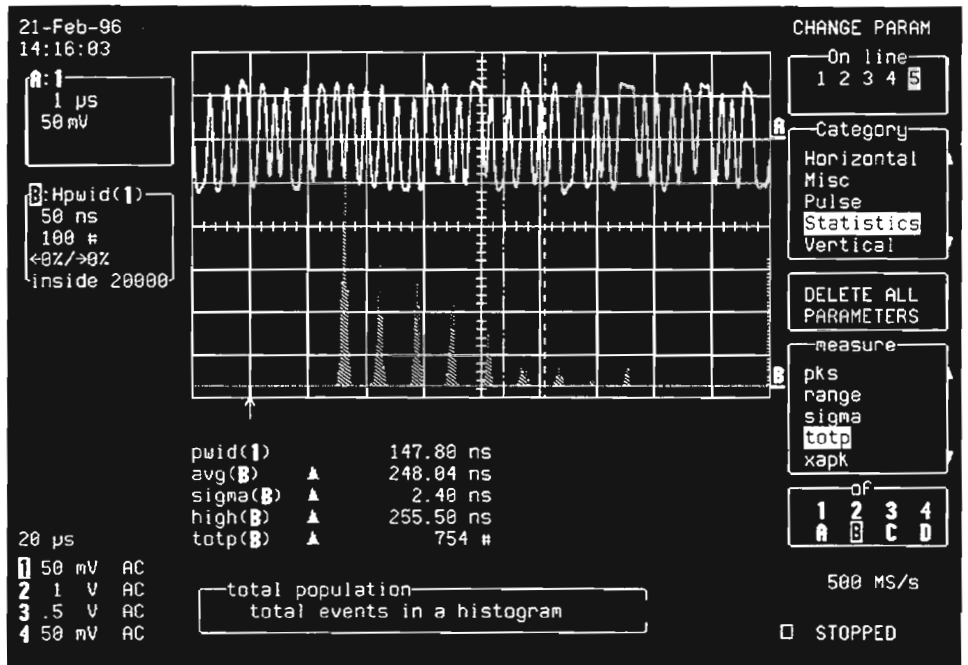 21-Feb-96
14:16:03
A:1
1 µs
50 mV
B:Hpwid(1)
50 ns
100 #
←0%/→0%
inside 20000
A
B
pwid(1) 147.80 ns
avg(B) 248.04 ns
sigma(B) 2.40 ns
high(B) 255.50 ns
totp(B) 754 #
20 µs
1 50 mV AC
2 1 V AC
3 .5 V AC
4 50 mV AC
total population
total events in a histogram
CHANGE PARAM
On line
1 2 3 4 5
Category
Horizontal
Misc
Pulse
Statistics
Vertical
DELETE ALL
PARAMETERS
measure
pks
range
sigma
totp
xapk
of
1 2 3 4
A B C D
500 MS/s
STOPPED